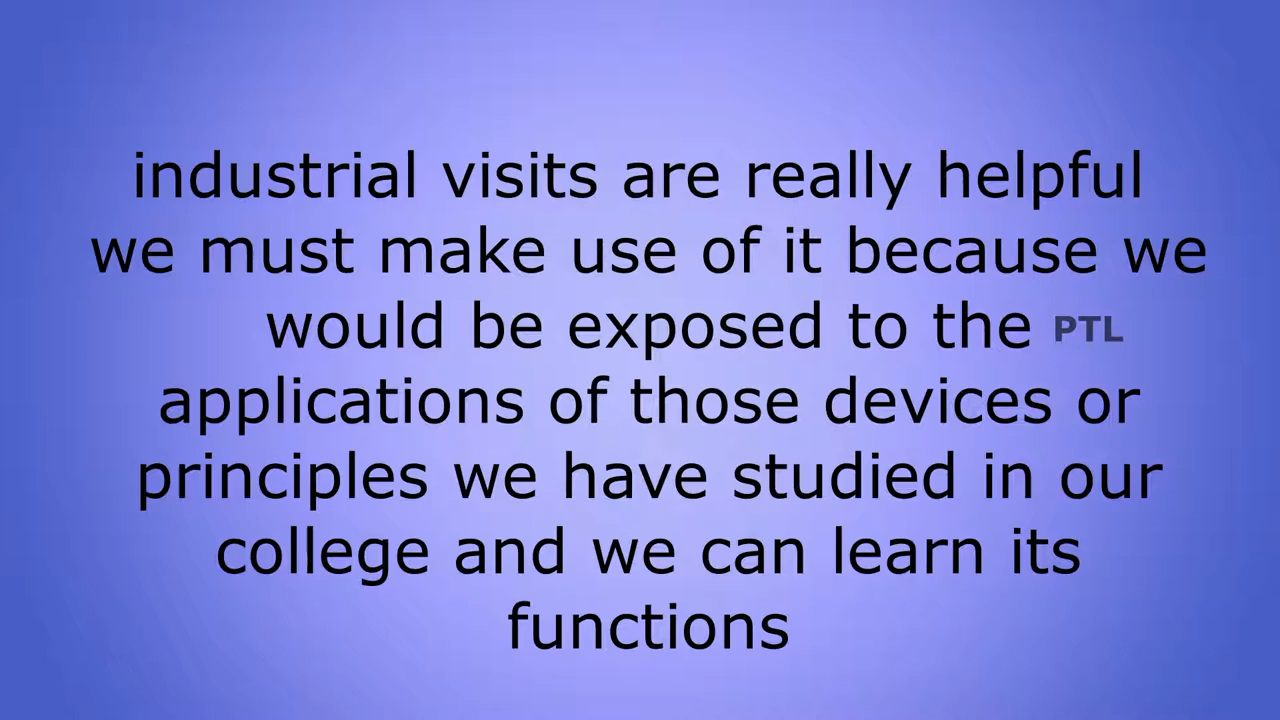 industrial visits are really helpful
we must make use of it because we
would be exposed to the PTL
applications of those devices or
principles we have studied in our
college and we can learn its
functions